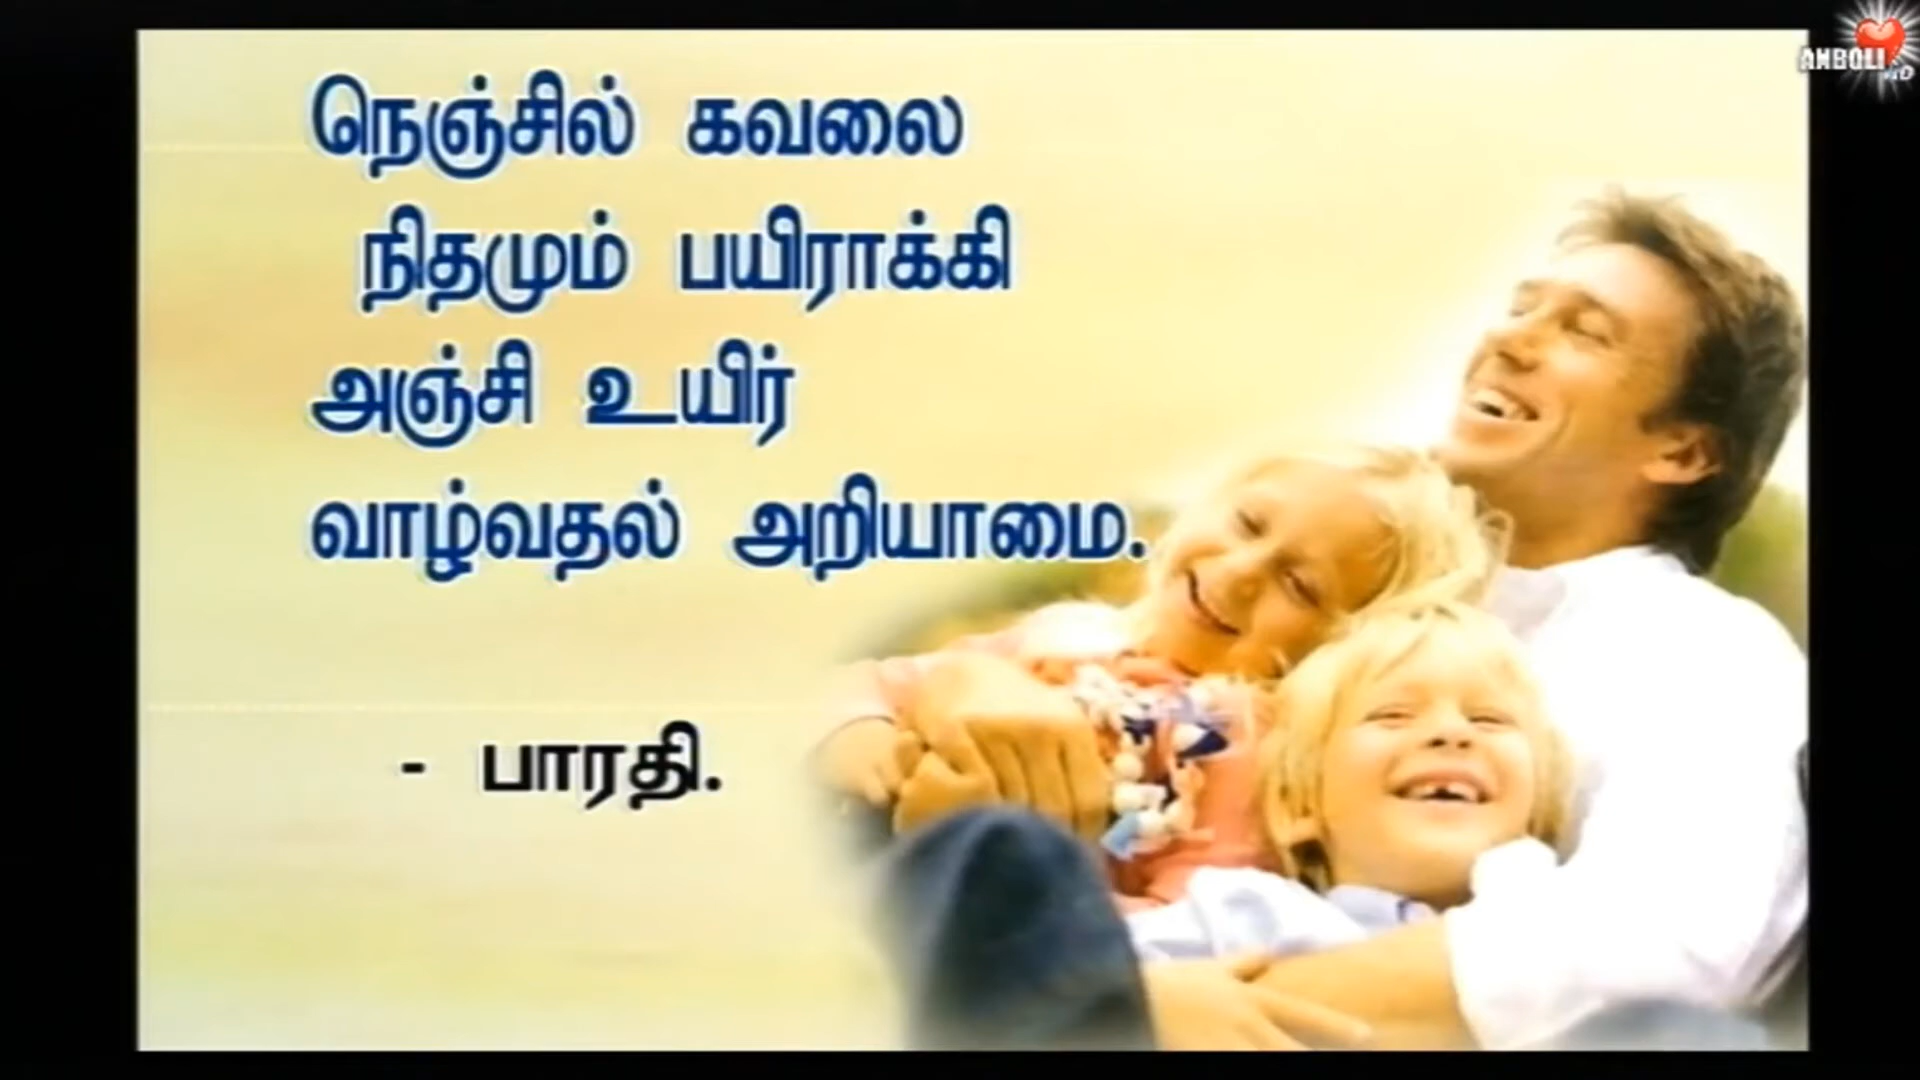 நெஞ்சில் கவலை
நிதமும் பயிராக்கி
அஞ்சி உயிர்
வாழ்வதல் அறியாமை.
- பாரதி.
ANBOLI HD